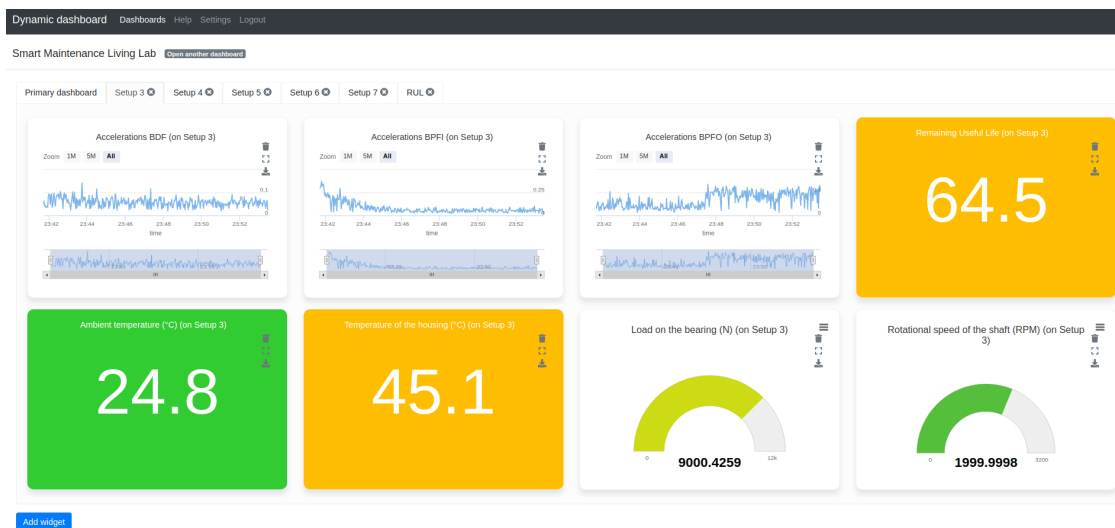 Dynamic dashboard Dashboards Help Settings Logout
Smart Maintenance Living Lab Open another dashboard
Primary dashboard Setup 3 Setup 4 Setup 5 Setup 6 Setup 7 RUL
Accelerations BDF (on Setup 3)
Zoom 1M 5M All
0.1
0
23:42 23:44 23:46 23:48 23:50 23:52
time
Accelerations BPFI (on Setup 3)
Zoom 1M 5M All
0.25
23:42 23:44 23:46 23:48 23:50 23:52
time
Accelerations BPFO (on Setup 3)
Zoom 1M 5M All
0
23:42 23:44 23:46 23:48 23:50 23:52
time
Remaining Useful Life (on Setup 3)
64.5
Ambient temperature (°C) (on Setup 3)
24.8
Temperature of the housing (°C) (on Setup 3)
45.1
Load on the bearing (N) (on Setup 3)
0 9000.4259 12k
Rotational speed of the shaft (RPM) (on Setup
3)
0 1999.9998 3200
Add widget